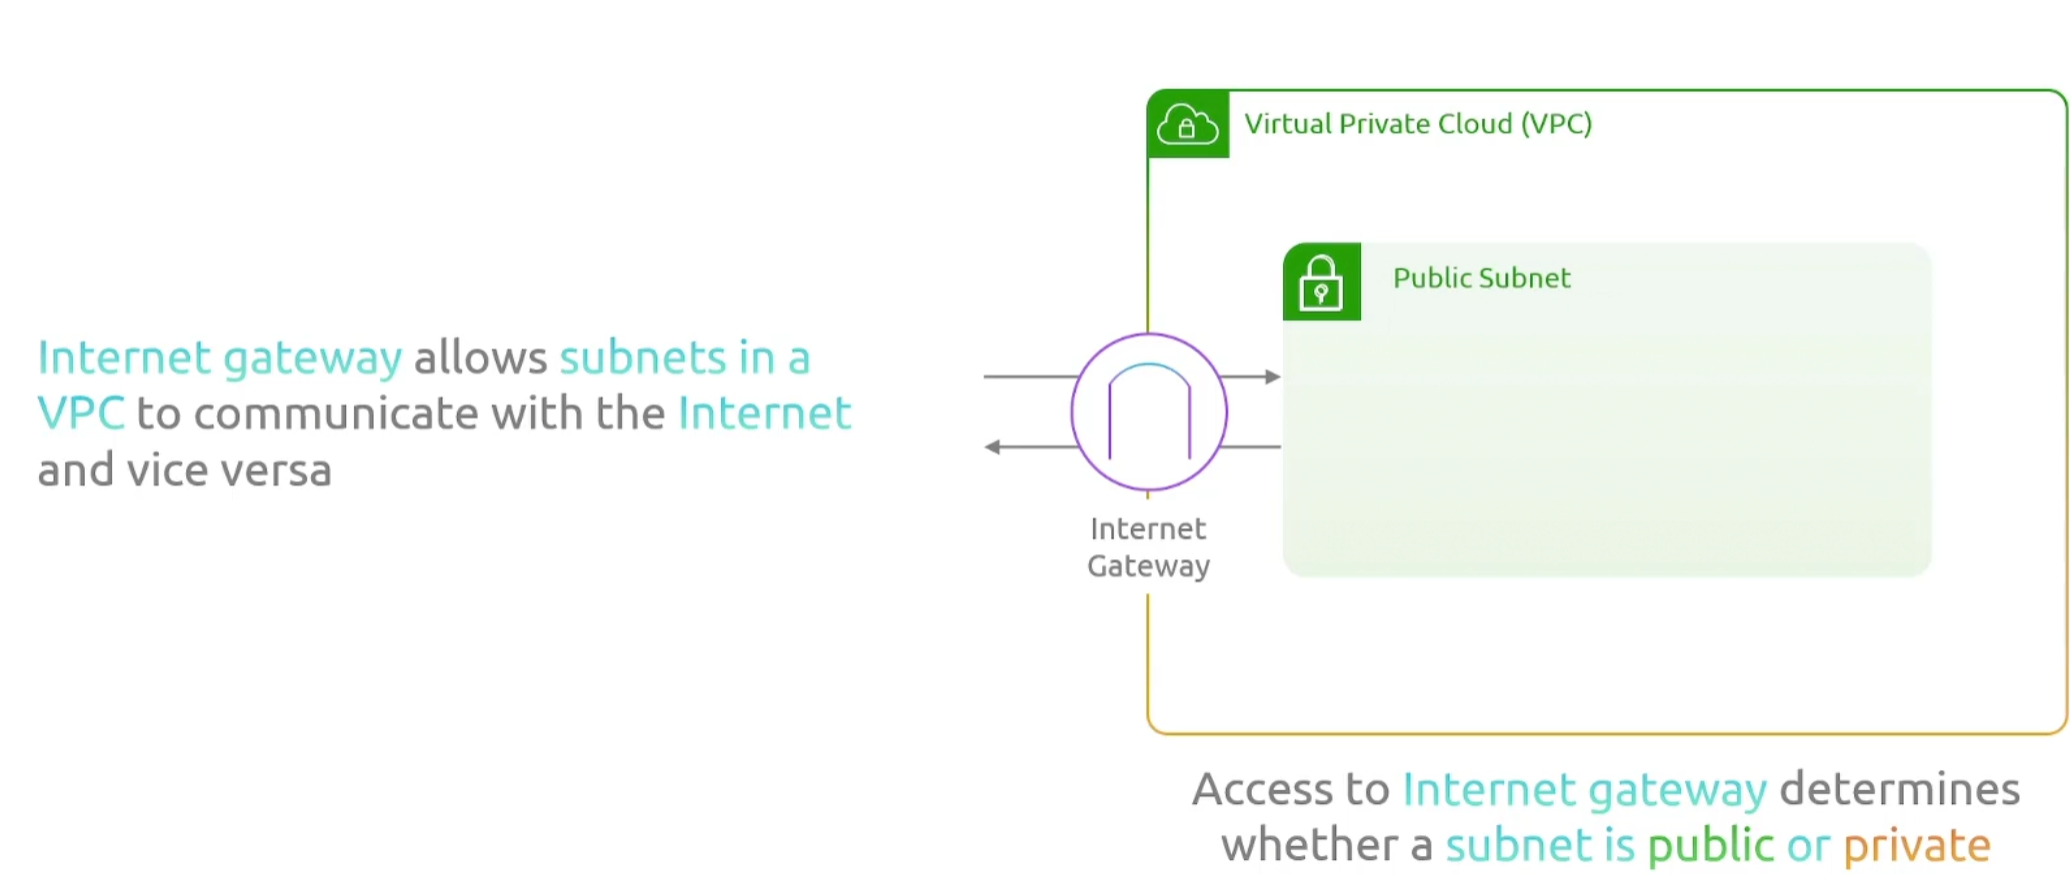 Virtual Private Cloud (VPC)
Public Subnet
Internet gateway allows subnets in a
VPC to communicate with the Internet
and vice versa
Internet
Gateway
Access to Internet gateway determines
whether a subnet is public or private